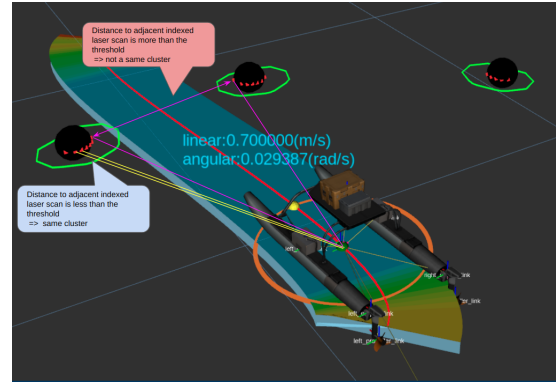 Distance to adjacent indexed
laser scan is more than the
threshold
=> not a same cluster
linear:0.700000(m/s)
angular:0.029387(rad/s)
Distance to adjacent indexed
laser scan is less than the
threshold
=> same cluster